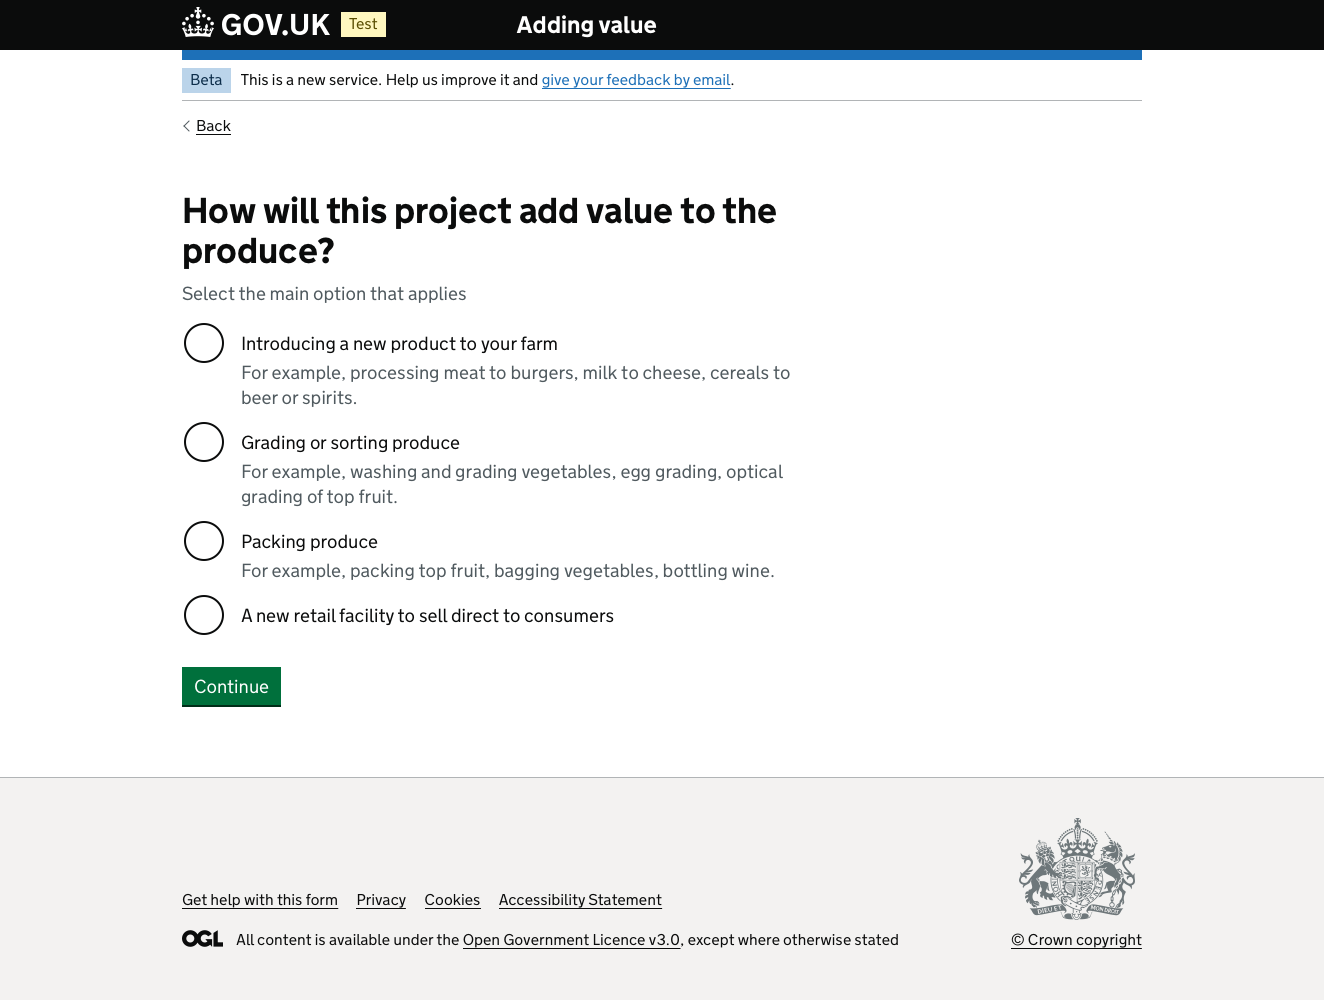 GOV.UK Test Adding value
Beta This is a new service. Help us improve it and give your feedback by email.
Back
How will this project add value to the
produce?
Select the main option that applies
Introducing a new product to your farm
For example, processing meat to burgers, milk to cheese, cereals to
beer or spirits.
Grading or sorting produce
For example, washing and grading vegetables, egg grading, optical
grading of top fruit.
Packing produce
For example, packing top fruit, bagging vegetables, bottling wine.
A new retail facility to sell direct to consumers
Continue
Get help with this form Privacy Cookies Accessibility Statement
OGL All content is available under the Open Government Licence v3.0, except where otherwise stated
© Crown copyright